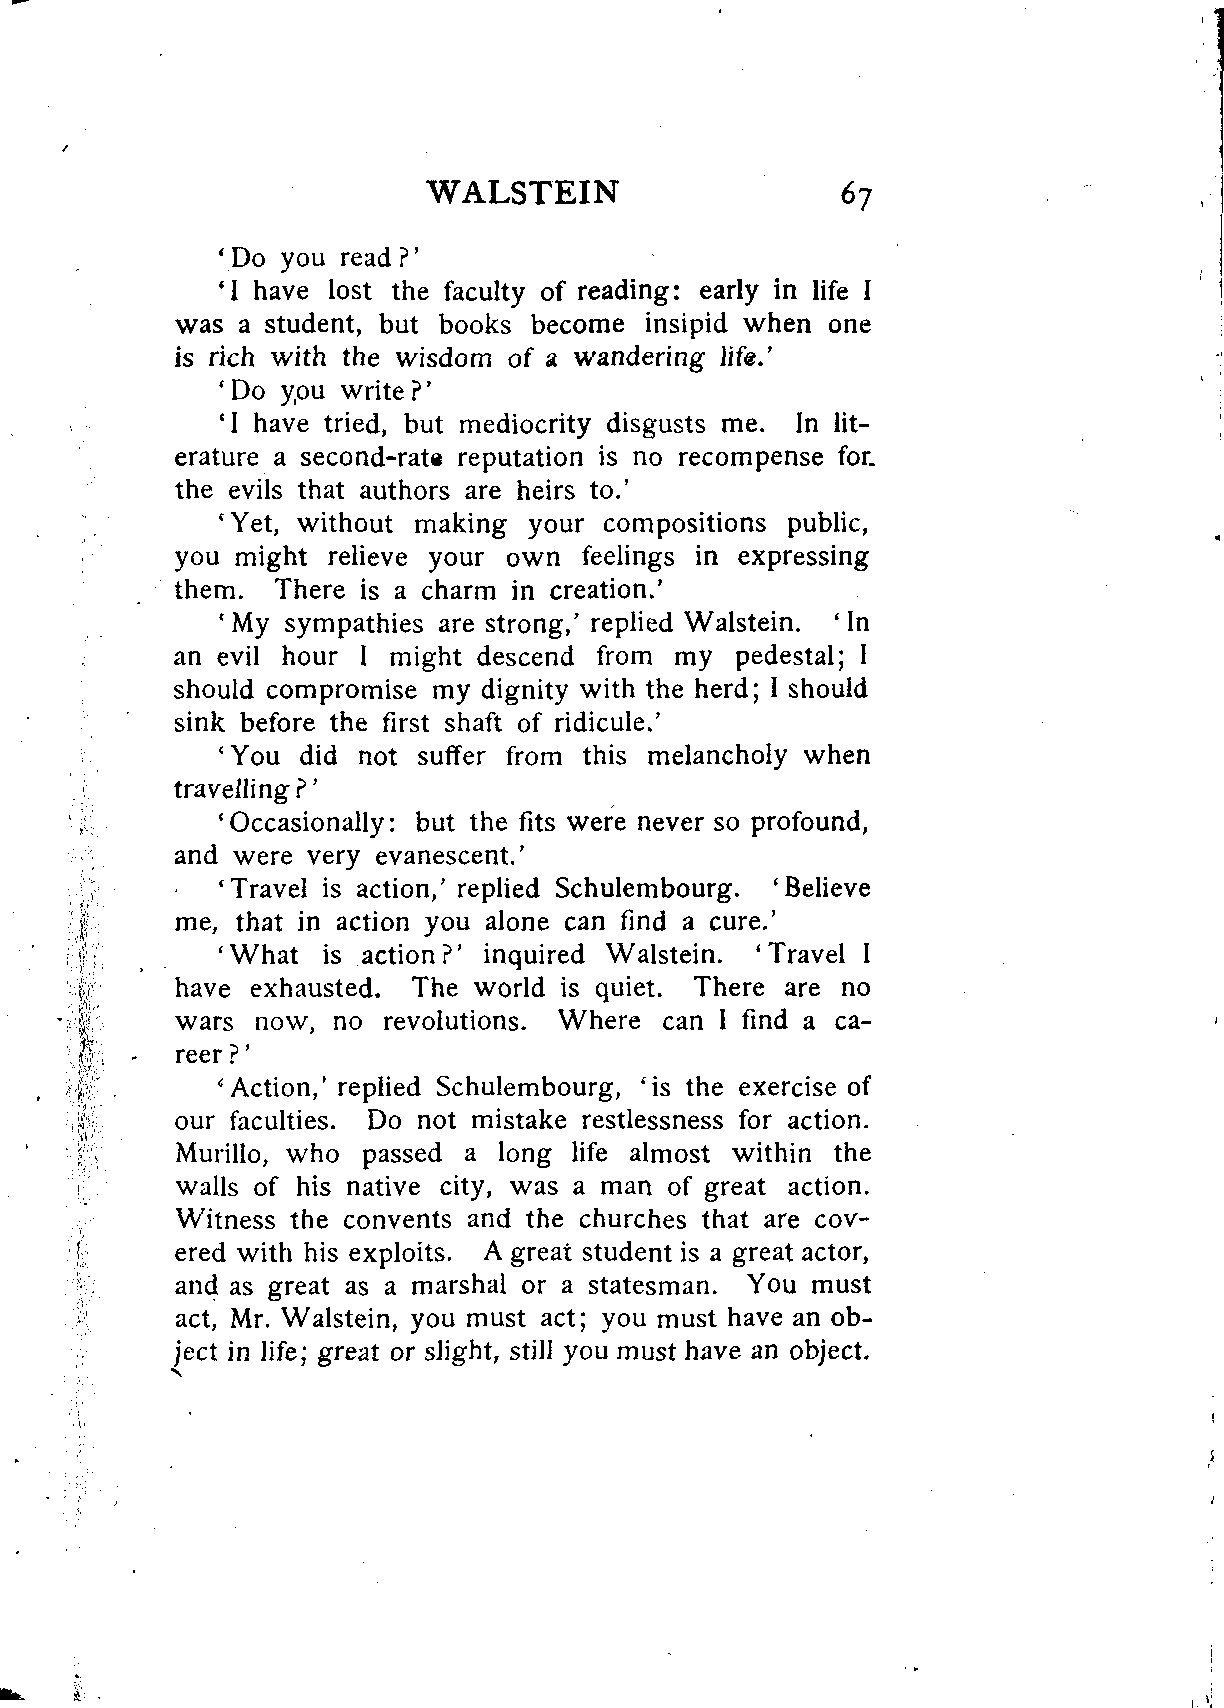 WALSTEIN 67
‘Do you read?’
‘I have lost the faculty of reading: early in life I
was a student, but books become insipid when one
is rich with the wisdom of a wandering life.’
‘Do you write?’
‘I have tried, but mediocrity disgusts me. In lit-
erature a second-rate reputation is no recompense for
the evils that authors are heirs to.’
‘Yet, without making your compositions public,
you might relieve your own feelings in expressing
them. There is a charm in creation.’
‘My sympathies are strong,’ replied Walstein. ‘In
an evil hour I might descend from my pedestal; I
should compromise my dignity with the herd; I should
sink before the first shaft of ridicule.’
‘You did not suffer from this melancholy when
travelling?’
‘Occasionally: but the fits were never so profound,
and were very evanescent.’
‘Travel is action,’ replied Schulembourg. ‘Believe
me, that in action you alone can find a cure.’
‘What is action?’ inquired Walstein. ‘Travel I
have exhausted. The world is quiet. There are no
wars now, no revolutions. Where can I find a ca-
reer?’
‘Action,’ replied Schulembourg, ‘is the exercise of
our faculties. Do not mistake restlessness for action.
Murillo, who passed a long life almost within the
walls of his native city, was a man of great action.
Witness the convents and the churches that are cov-
ered with his exploits. A great student is a great actor,
and as great as a marshal or a statesman. You must
act, Mr. Walstein, you must act; you must have an ob-
ject in life; great or slight, still you must have an object.